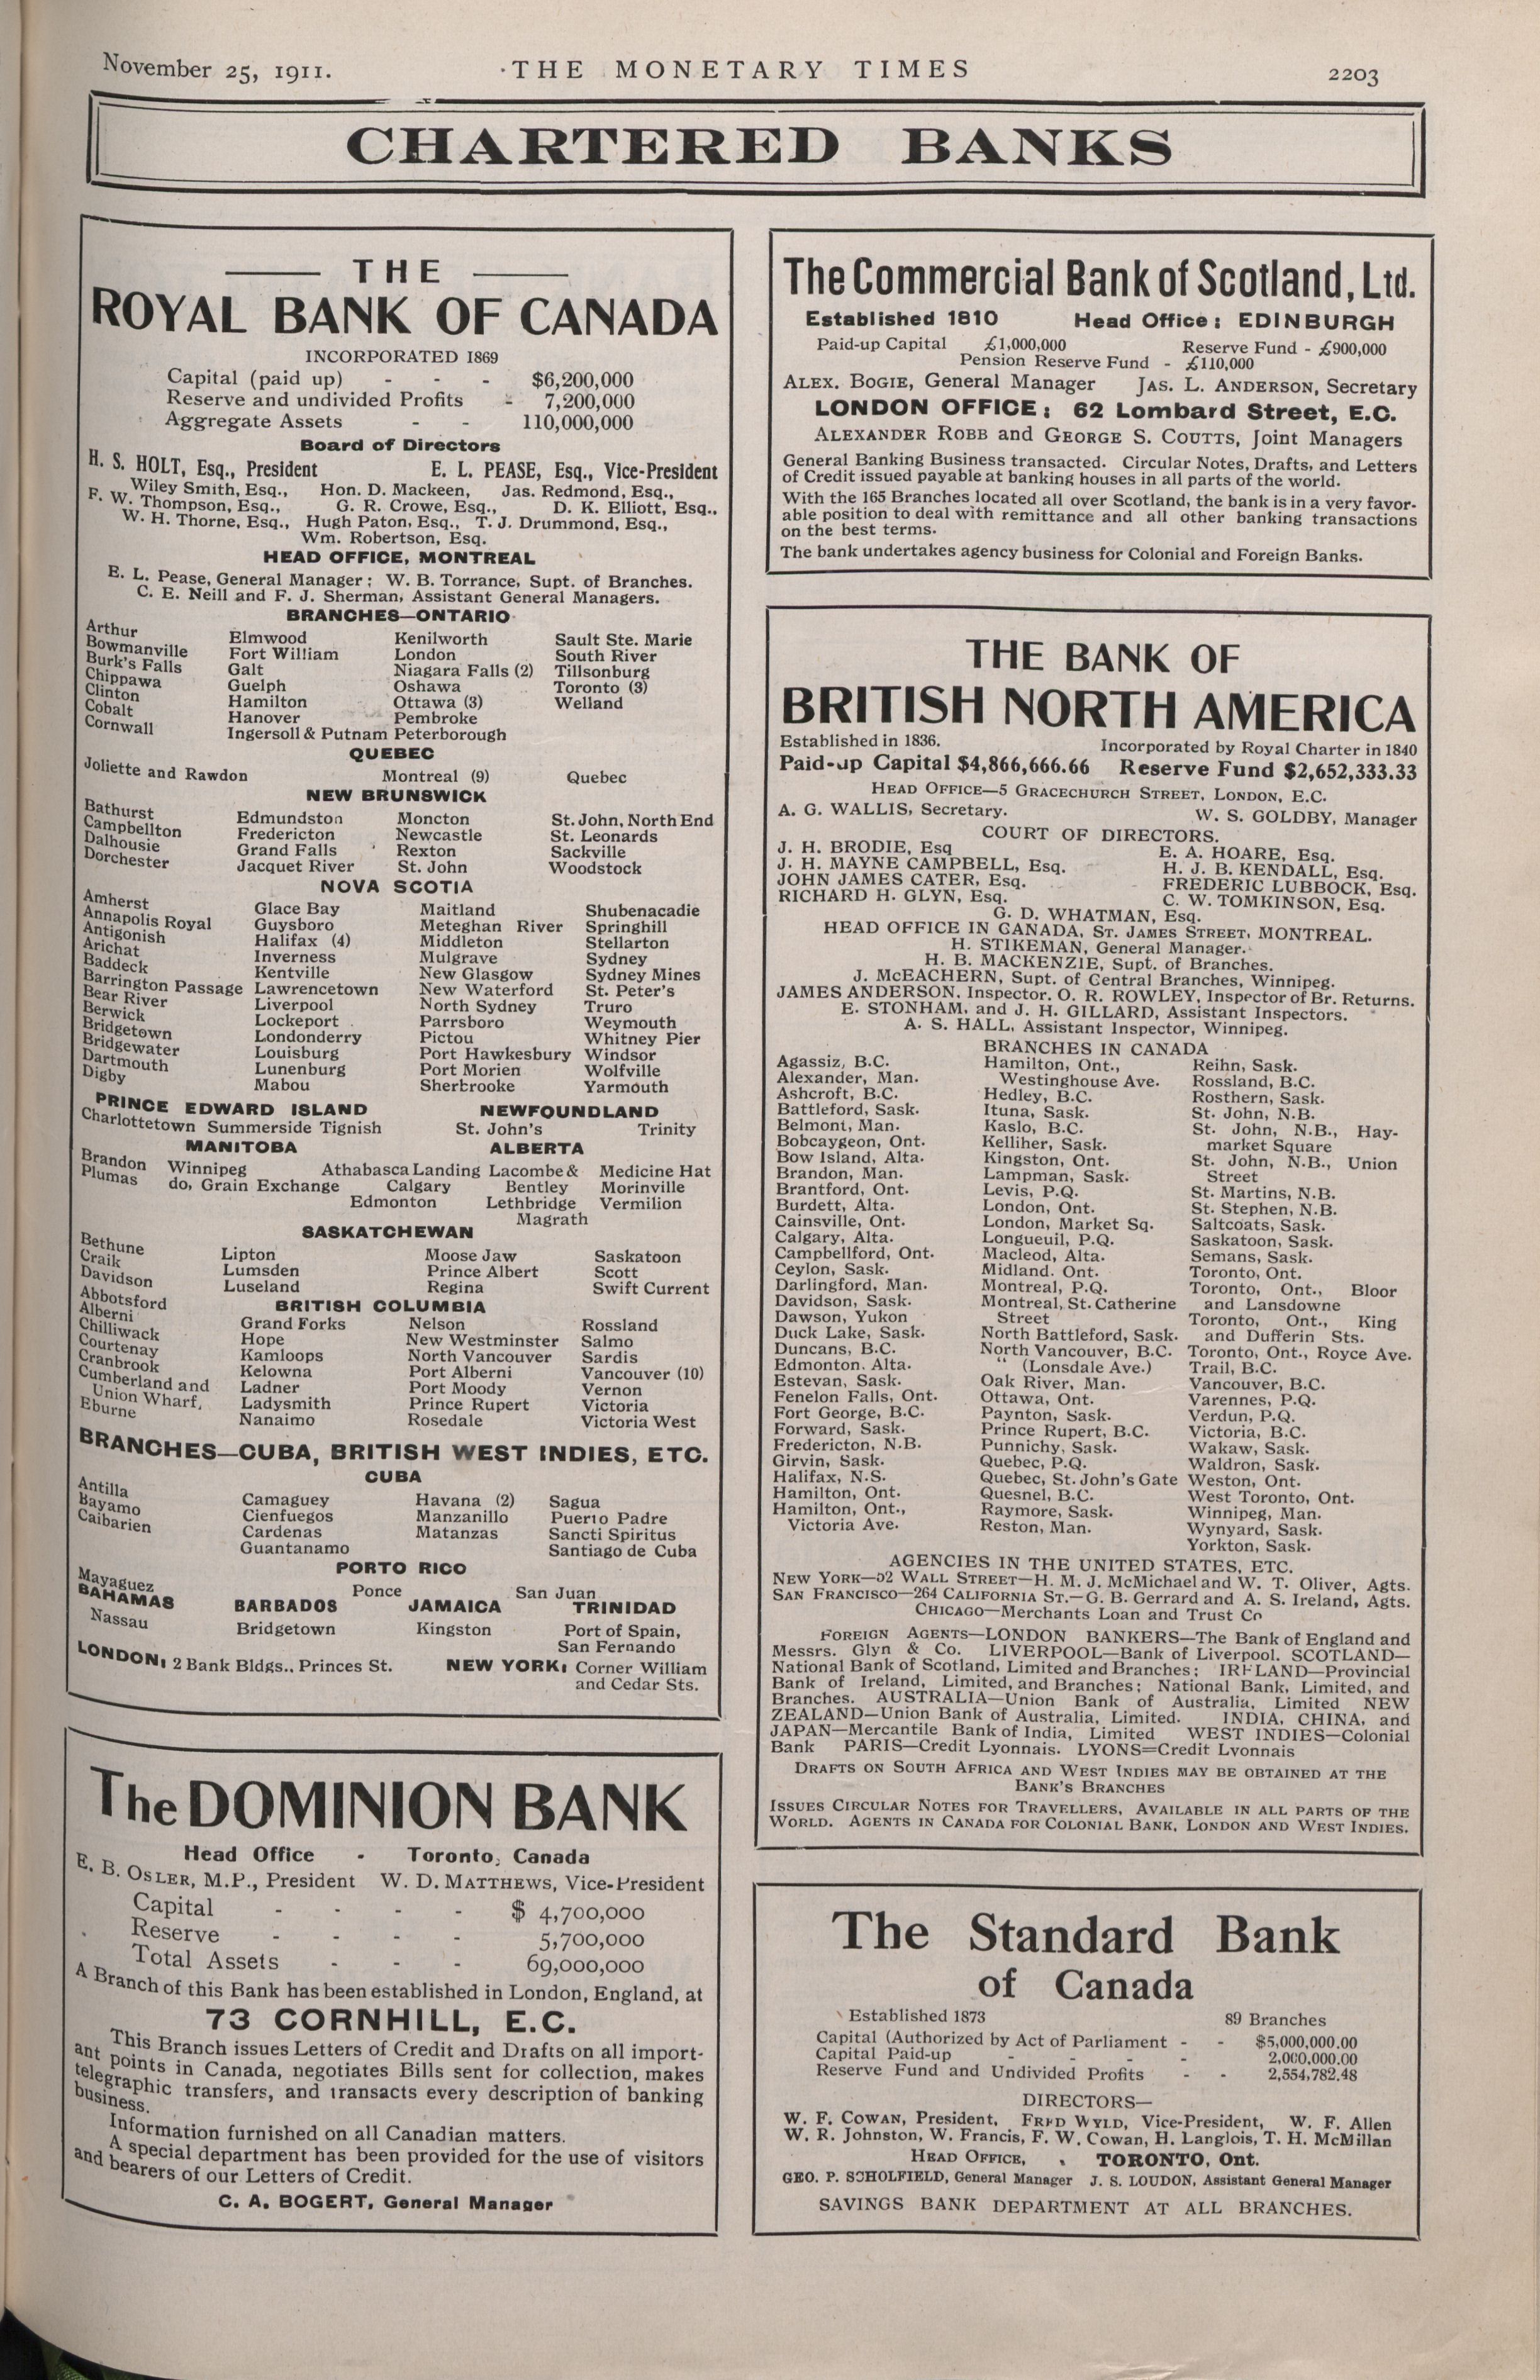 November 25, 1911.
THE MONETARY TIMES
2203
CHARTERED BANKS
THE
ROYAL BANK OF CANADA
INCORPORATED 1869
Capital (paid up) - - - $6,200,000
Reserve and undivided Profits - 7,200,000
Aggregate Assets - - 110,000,000
Board of Directors
H. S. HOLT, Esq., President E. L. PEASE, Esq., Vice-President
Wiley Smith, Esq., Hon. D. Mackeen, Jas. Redmond, Esq.,
F. W. Thompson, Esq., G. R. Crowe, Esq., D. K. Elliott, Esq.,
W. H. Thorne, Esq., Hugh Paton, Esq., T. J. Drummond, Esq.,
Wm. Robertson, Esq.
HEAD OFFICE, MONTREAL
E. L. Pease, General Manager; W. B. Torrance, Supt. of Branches.
C. E. Neill and F. J. Sherman, Assistant General Managers.
BRANCHES—ONTARIO
Arthur Elmwood Kenilworth Sault Ste. Marie
Bowmanville Fort William London South River
Burk's Falls Galt Niagara Falls (2) Tillsonburg
Chippawa Guelph Oshawa Toronto (3)
Clinton Hamilton Ottawa (3) Welland
Cobalt Hanover Pembroke
Cornwall Ingersoll & Putnam Peterborough
QUEBEC
Joliette and Rawdon Montreal (9) Quebec
NEW BRUNSWICK
Bathurst Edmundston Moncton St. John, North End
Campbellton Fredericton Newcastle St. Leonards
Dalhousie Grand Falls Rexton Sackville
Dorchester Jacquet River St. John Woodstock
NOVA SCOTIA
Amherst Glace Bay Maitland Shubenacadie
Annapolis Royal Guysboro Meteghan River Springhill
Antigonish Halifax (4) Middleton Stellarton
Arichat Inverness Mulgrave Sydney
Baddeck Kentville New Glasgow Sydney Mines
Barrington Passage Lawrencetown New Waterford St. Peter's
Bear River Liverpool North Sydney Truro
Berwick Lockeport Parrsboro Weymouth
Bridgetown Londonderry Pictou Whitney Pier
Bridgewater Louisburg Port Hawkesbury Windsor
Dartmouth Lunenburg Port Morien Wolfville
Digby Mabou Sherbrooke Yarmouth
PRINCE EDWARD ISLAND NEWFOUNDLAND
Charlottetown Summerside Tignish St. John's Trinity
MANITOBA ALBERTA
Brandon Winnipeg Athabasca Landing Lacombe & Medicine Hat
Plumas do, Grain Exchange Calgary Bentley Morinville
Edmonton Lethbridge Vermilion
Magrath
SASKATCHEWAN
Bethune Lipton Moose Jaw Saskatoon
Craik Lumsden Prince Albert Scott
Davidson Luseland Regina Swift Current
BRITISH COLUMBIA
Abbotsford Grand Forks Nelson Rossland
Alberni Hope New Westminster Salmo
Chilliwack Kamloops North Vancouver Sardis
Courtenay Kelowna Port Alberni Vancouver (10)
Cranbrook Ladner Port Moody Vernon
Cumberland and Ladysmith Prince Rupert Victoria
Union Wharf, Nanaimo Rosedale Victoria West
Eburne
BRANCHES—CUBA, BRITISH WEST INDIES, ETC.
CUBA
Antilla Camaguey Havana (2) Sagua
Bayamo Cienfuegos Manzanillo Puerto Padre
Caibarien Cardenas Matanzas Sancti Spiritus
Guantanamo Santiago de Cuba
PORTO RICO
Mayaguez Ponce San Juan
BAHAMAS BARBADOS JAMAICA TRINIDAD
Nassau Bridgetown Kingston Port of Spain,
San Fernando
LONDON: 2 Bank Bldgs., Princes St. NEW YORK: Corner William
and Cedar Sts.
The DOMINION BANK
Head Office - Toronto, Canada
E. B. OSLER, M.P., President W. D. MATTHEWS, Vice-President
Capital - - - - $ 4,700,000
Reserve - - - - 5,700,000
Total Assets - - - 69,000,000
A Branch of this Bank has been established in London, England, at
73 CORNHILL, E.C.
This Branch issues Letters of Credit and Drafts on all import-
ant points in Canada, negotiates Bills sent for collection, makes
telegraphic transfers, and transacts every description of banking
business.
Information furnished on all Canadian matters.
A special department has been provided for the use of visitors
and bearers of our Letters of Credit.
C. A. BOGERT, General Manager
The Commercial Bank of Scotland, Ltd.
Established 1810 Head Office: EDINBURGH
Paid-up Capital £1,000,000 Reserve Fund - £900,000
Pension Reserve Fund - £110,000
ALEX. BOGIE, General Manager JAS. L. ANDERSON, Secretary
LONDON OFFICE: 62 Lombard Street, E.C.
ALEXANDER ROBB and GEORGE S. COUTTS, Joint Managers
General Banking Business transacted. Circular Notes, Drafts, and Letters
of Credit issued payable at banking houses in all parts of the world.
With the 165 Branches located all over Scotland, the bank is in a very favor-
able position to deal with remittance and all other banking transactions
on the best terms.
The bank undertakes agency business for Colonial and Foreign Banks.
THE BANK OF
BRITISH NORTH AMERICA
Established in 1836. Incorporated by Royal Charter in 1840
Paid-up Capital $4,866,666.66 Reserve Fund $2,652,333.33
HEAD OFFICE—5 GRACECHURCH STREET, LONDON, E.C.
A. G. WALLIS, Secretary. W. S. GOLDBY, Manager
COURT OF DIRECTORS.
J. H. BRODIE, Esq E. A. HOARE, Esq.
J. H. MAYNE CAMPBELL, Esq. H. J. B. KENDALL, Esq.
JOHN JAMES CATER, Esq. FREDERIC LUBBOCK, Esq.
RICHARD H. GLYN, Esq. C. W. TOMKINSON, Esq.
G. D. WHATMAN, Esq.
HEAD OFFICE IN CANADA, ST. JAMES STREET, MONTREAL.
H. STIKEMAN, General Manager.
H. B. MACKENZIE, Supt. of Branches.
J. McEACHERN, Supt. of Central Branches, Winnipeg.
JAMES ANDERSON, Inspector. O. R. ROWLEY, Inspector of Br. Returns.
E. STONHAM, and J. H. GILLARD, Assistant Inspectors.
A. S. HALL, Assistant Inspector, Winnipeg.
BRANCHES IN CANADA
Agassiz, B.C. Hamilton, Ont., Reihn, Sask.
Alexander, Man. Westinghouse Ave. Rossland, B.C.
Ashcroft, B.C. Hedley, B.C. Rosthern, Sask.
Battleford, Sask. Ituna, Sask. St. John, N.B.
Belmont, Man. Kaslo, B.C. St. John, N.B., Hay-
Bobcaygeon, Ont. Kelliher, Sask. market Square
Bow Island, Alta. Kingston, Ont. St. John, N.B., Union
Brandon, Man. Lampman, Sask. Street
Brantford, Ont. Levis, P.Q. St. Martins, N.B.
Burdett, Alta. London, Ont. St. Stephen, N.B.
Cainsville, Ont. London, Market Sq. Saltcoats, Sask.
Calgary, Alta. Longueuil, P.Q. Saskatoon, Sask.
Campbellford, Ont. Macleod, Alta. Semans, Sask.
Ceylon, Sask. Midland, Ont. Toronto, Ont.
Darlingford, Man. Montreal, P.Q. Toronto, Ont., Bloor
Davidson, Sask. Montreal, St. Catherine and Lansdowne
Dawson, Yukon Street Toronto, Ont., King
Duck Lake, Sask. North Battleford, Sask. and Dufferin Sts.
Duncans, B.C. North Vancouver, B.C. Toronto, Ont., Royce Ave.
Edmonton, Alta. " (Lonsdale Ave.) Trail, B.C.
Estevan, Sask. Oak River, Man. Vancouver, B.C.
Fenelon Falls, Ont. Ottawa, Ont. Varennes, P.Q.
Fort George, B.C. Paynton, Sask. Verdun, P.Q.
Forward, Sask. Prince Rupert, B.C. Victoria, B.C.
Fredericton, N.B. Punnichy, Sask. Wakaw, Sask.
Girvin, Sask. Quebec, P.Q. Waldron, Sask.
Halifax, N.S. Quebec, St. John's Gate Weston, Ont.
Hamilton, Ont. Quesnel, B.C. West Toronto, Ont.
Hamilton, Ont., Raymore, Sask. Winnipeg, Man.
Victoria Ave. Reston, Man. Wynyard, Sask.
Yorkton, Sask.
AGENCIES IN THE UNITED STATES, ETC.
NEW YORK—52 WALL STREET—H. M. J. McMichael and W. T. Oliver, Agts.
SAN FRANCISCO—264 CALIFORNIA ST.—G. B. Gerrard and A. S. Ireland, Agts.
CHICAGO—Merchants Loan and Trust Co
FOREIGN AGENTS—LONDON BANKERS—The Bank of England and
Messrs. Glyn & Co. LIVERPOOL—Bank of Liverpool. SCOTLAND—
National Bank of Scotland, Limited and Branches; IRELAND—Provincial
Bank of Ireland, Limited, and Branches; National Bank, Limited, and
Branches. AUSTRALIA—Union Bank of Australia, Limited NEW
ZEALAND—Union Bank of Australia, Limited. INDIA, CHINA, and
JAPAN—Mercantile Bank of India, Limited WEST INDIES—Colonial
Bank PARIS—Credit Lyonnais. LYONS=Credit Lyonnais
DRAFTS ON SOUTH AFRICA AND WEST INDIES MAY BE OBTAINED AT THE
BANK'S BRANCHES
ISSUES CIRCULAR NOTES FOR TRAVELLERS, AVAILABLE IN ALL PARTS OF THE
WORLD. AGENTS IN CANADA FOR COLONIAL BANK, LONDON AND WEST INDIES.
The Standard Bank
of Canada
Established 1873 89 Branches
Capital (Authorized by Act of Parliament - - $5,000,000.00
Capital Paid-up - - - - 2,000,000.00
Reserve Fund and Undivided Profits - - 2,554,782.48
DIRECTORS—
W. F. COWAN, President, FRED WYLD, Vice-President, W. F. Allen
W. R. Johnston, W. Francis, F. W. Cowan, H. Langlois, T. H. McMillan
HEAD OFFICE, TORONTO, Ont.
GEO. P. SCHOLFIELD, General Manager J. S. LOUDON, Assistant General Manager
SAVINGS BANK DEPARTMENT AT ALL BRANCHES.